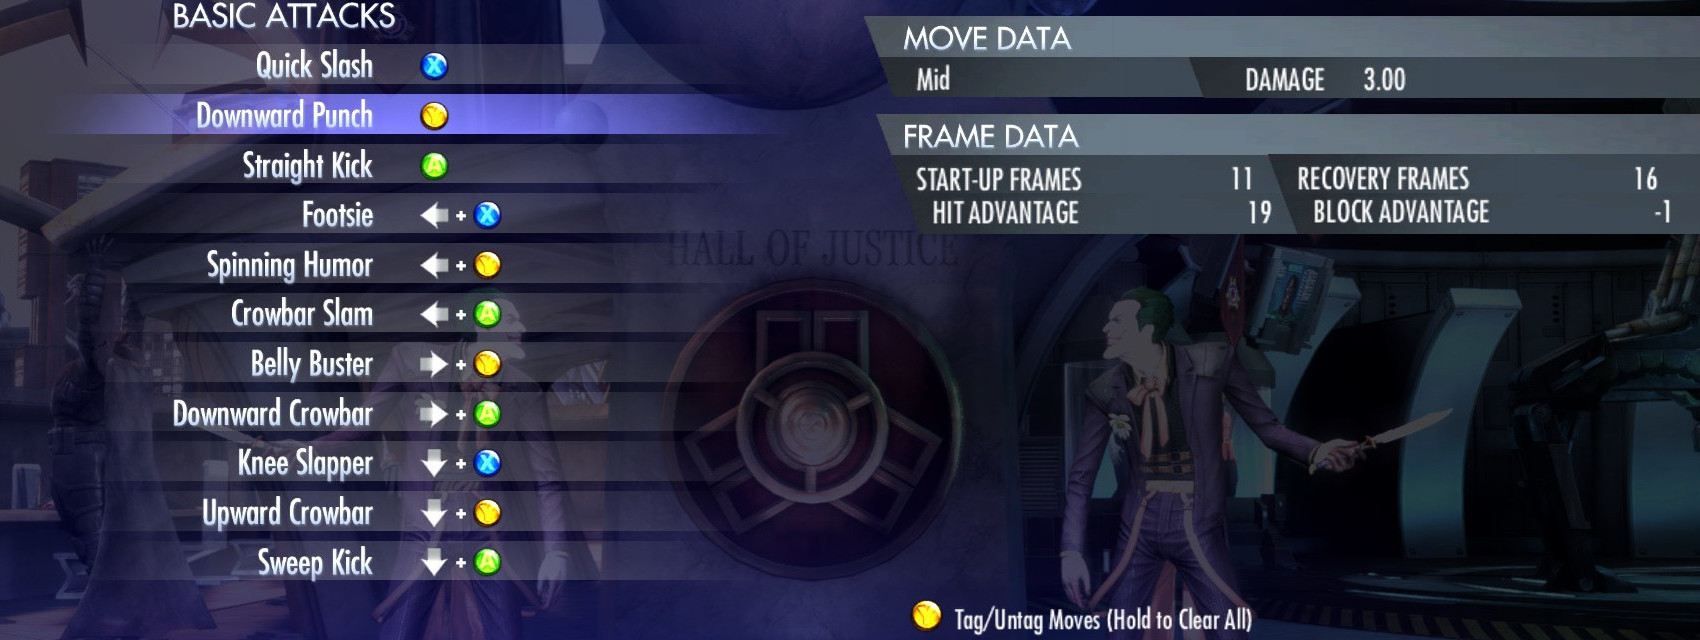 BASIC ATTACKS
Quick Slash X
Downward Punch Y
Straight Kick A
Footsie + X
Spinning Humor + Y
Crowbar Slam + A
Belly Buster + Y
Downward Crowbar + A
Knee Slapper + X
Upward Crowbar + Y
Sweep Kick + A
MOVE DATA
Mid DAMAGE 3.00
FRAME DATA
START-UP FRAMES 11 RECOVERY FRAMES 16
HIT ADVANTAGE 19 BLOCK ADVANTAGE -1
HALL OF JUSTICE
Y Tag/Untag Moves (Hold to Clear All)